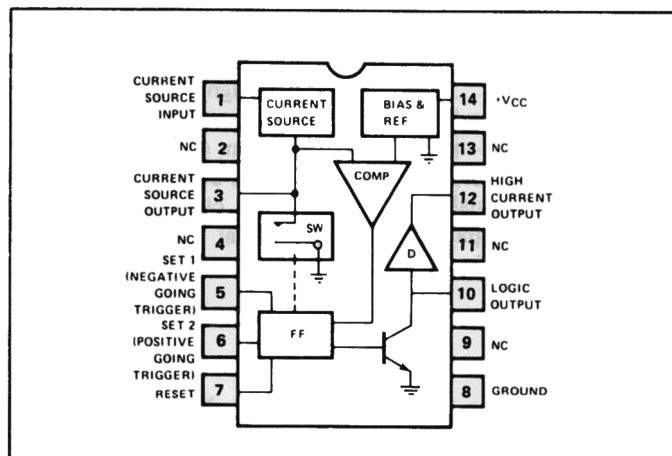 CURRENT
SOURCE
INPUT
1
NC
2
CURRENT
SOURCE
OUTPUT
3
NC
4
SET 1
(NEGATIVE
GOING
TRIGGER)
5
SET 2
(POSITIVE
GOING
TRIGGER)
6
RESET
7
CURRENT
SOURCE
BIAS &
REF
COMP
SW
D
FF
14
+VCC
13
NC
12
HIGH
CURRENT
OUTPUT
11
NC
10
LOGIC
OUTPUT
9
NC
8
GROUND